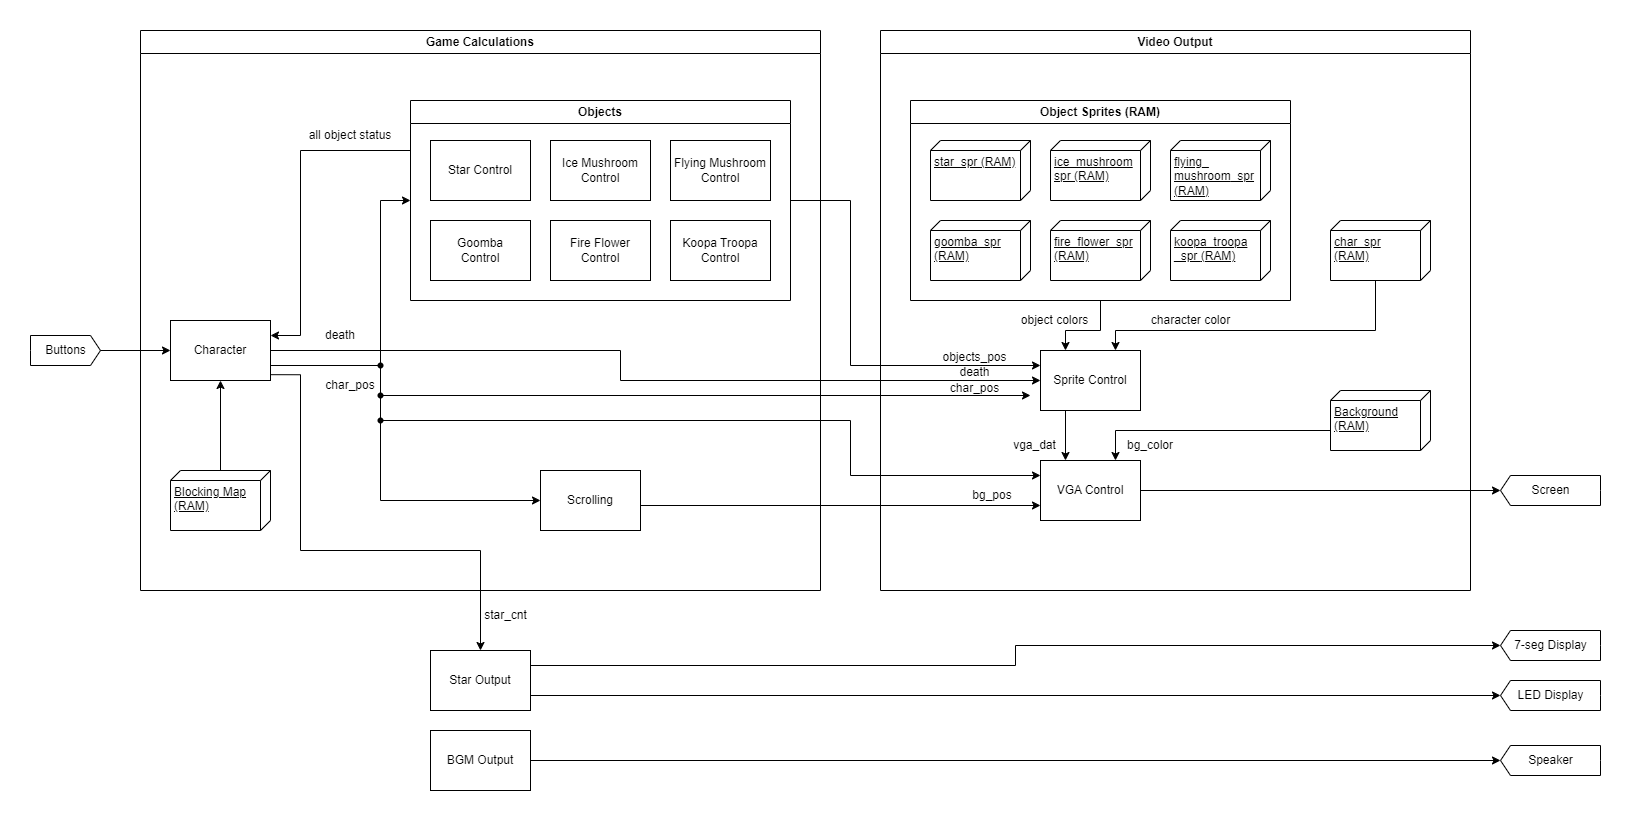 Game Calculations
Video Output
Objects
Object Sprites (RAM)
all object status
Star Control
Ice Mushroom
Control
Flying Mushroom
Control
star_spr (RAM)
ice_mushroom
spr (RAM)
flying_
mushroom_spr
(RAM)
Goomba
Control
Fire Flower
Control
Koopa Troopa
Control
goomba_spr
(RAM)
fire_flower_spr
(RAM)
koopa_troopa
_spr (RAM)
char_spr
(RAM)
object colors
character color
Buttons
Character
death
objects_pos
death
char_pos
char_pos
Sprite Control
Background
(RAM)
vga_dat
bg_color
Blocking Map
(RAM)
Scrolling
bg_pos
VGA Control
Screen
star_cnt
Star Output
7-seg Display
LED Display
BGM Output
Speaker